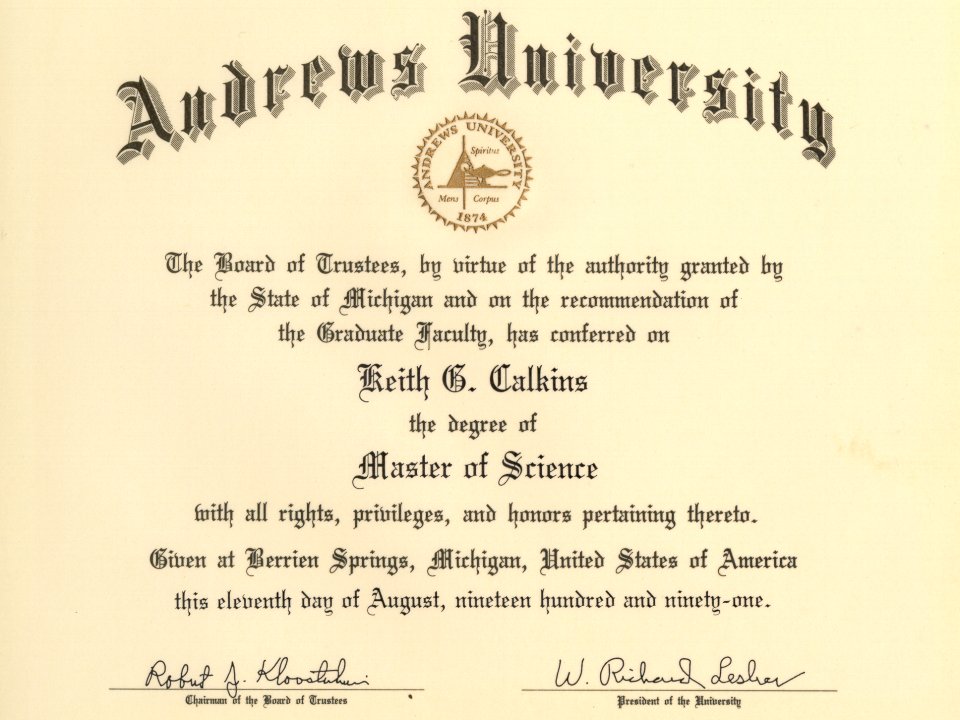 Andrews University
ANDREWS UNIVERSITY
Spiritus
Mens Corpus
1874
The Board of Trustees, by virtue of the authority granted by
the State of Michigan and on the recommendation of
the Graduate Faculty, has conferred on
Keith G. Calkins
the degree of
Master of Science
with all rights, privileges, and honors pertaining thereto.
Given at Berrien Springs, Michigan, United States of America
this eleventh day of August, nineteen hundred and ninety-one.
Robert J. Kloosterhuis W. Richard Lesher
Chairman of the Board of Trustees President of the University